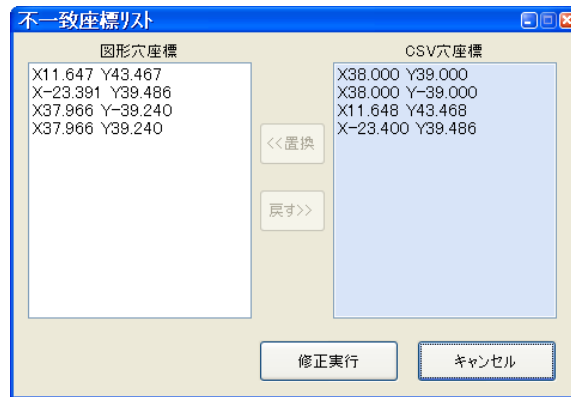 不一致座標リスト
図形穴座標
X11.647 Y43.467
X-23.391 Y39.486
X37.966 Y-39.240
X37.966 Y39.240
<<置換
戻す>>
CSV穴座標
X38.000 Y39.000
X38.000 Y-39.000
X11.648 Y43.468
X-23.400 Y39.486
修正実行
キャンセル